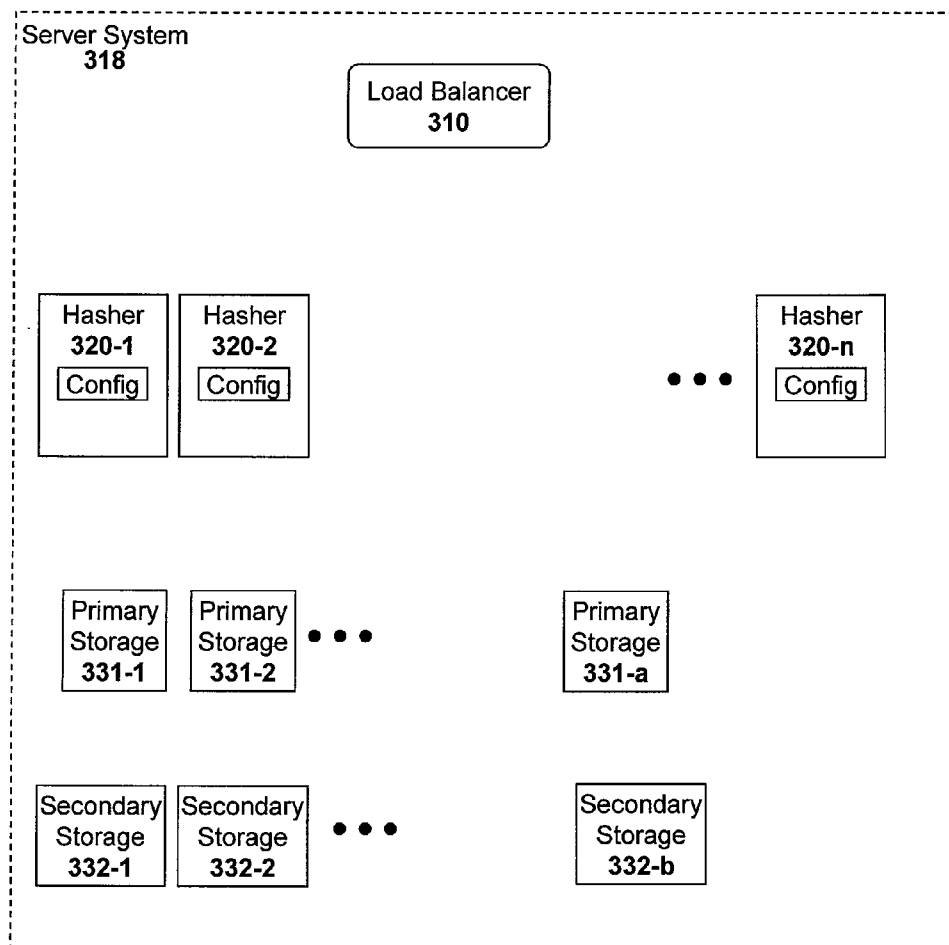 Server System
318
Load Balancer
310
Hasher
320-1
Config
Hasher
320-2
Config
Hasher
320-n
Config
Primary
Storage
331-1
Primary
Storage
331-2
Primary
Storage
331-a
Secondary
Storage
332-1
Secondary
Storage
332-2
Secondary
Storage
332-b